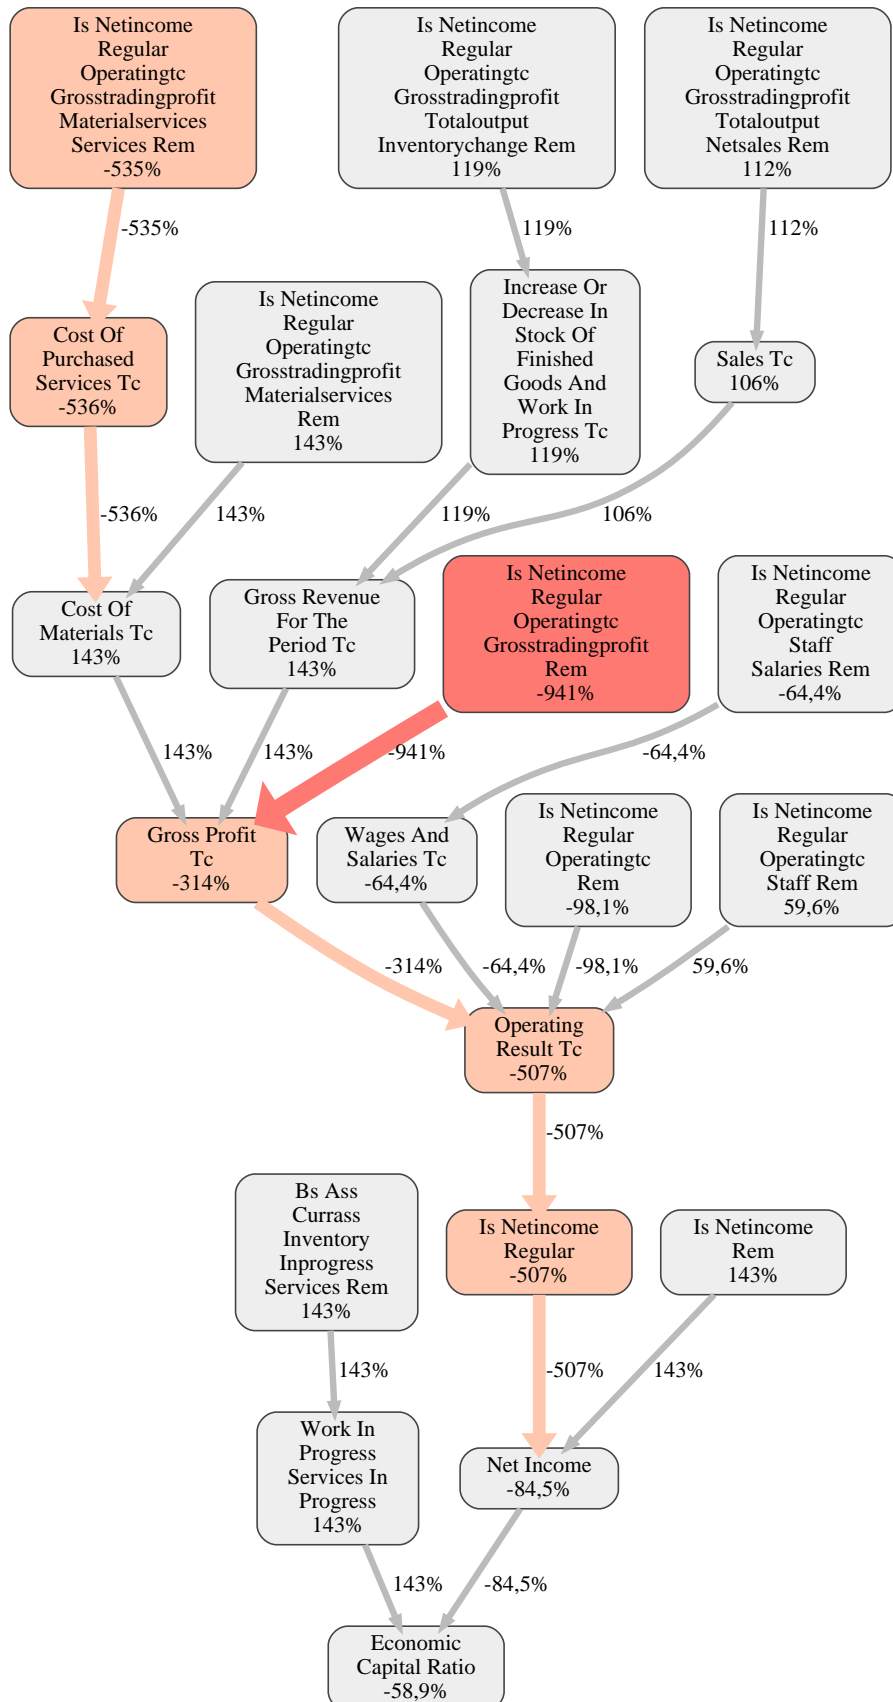 Is Netincome
Regular
Operatingtc
Grosstradingprofit
Materialservices
Services Rem
-535%
Is Netincome
Regular
Operatingtc
Grosstradingprofit
Totaloutput
Inventorychange Rem
119%
Is Netincome
Regular
Operatingtc
Grosstradingprofit
Totaloutput
Netsales Rem
112%
-535%
119%
112%
Cost Of
Purchased
Services Tc
-536%
Is Netincome
Regular
Operatingtc
Grosstradingprofit
Materialservices
Rem
143%
Increase Or
Decrease In
Stock Of
Finished
Goods And
Work In
Progress Tc
119%
Sales Tc
106%
-536%
143%
119%
106%
Cost Of
Materials Tc
143%
Gross Revenue
For The
Period Tc
143%
Is Netincome
Regular
Operatingtc
Grosstradingprofit
Rem
-941%
Is Netincome
Regular
Operatingtc
Staff
Salaries Rem
-64,4%
143%
143%
-941%
-64,4%
Gross Profit
Tc
-314%
Wages And
Salaries Tc
-64,4%
Is Netincome
Regular
Operatingtc
Rem
-98,1%
Is Netincome
Regular
Operatingtc
Staff Rem
59,6%
-314%
-64,4%
-98,1%
59,6%
Operating
Result Tc
-507%
-507%
Bs Ass
Currass
Inventory
Inprogress
Services Rem
143%
Is Netincome
Regular
-507%
Is Netincome
Rem
143%
143%
-507%
143%
Work In
Progress
Services In
Progress
143%
Net Income
-84,5%
143%
-84,5%
Economic
Capital Ratio
-58,9%